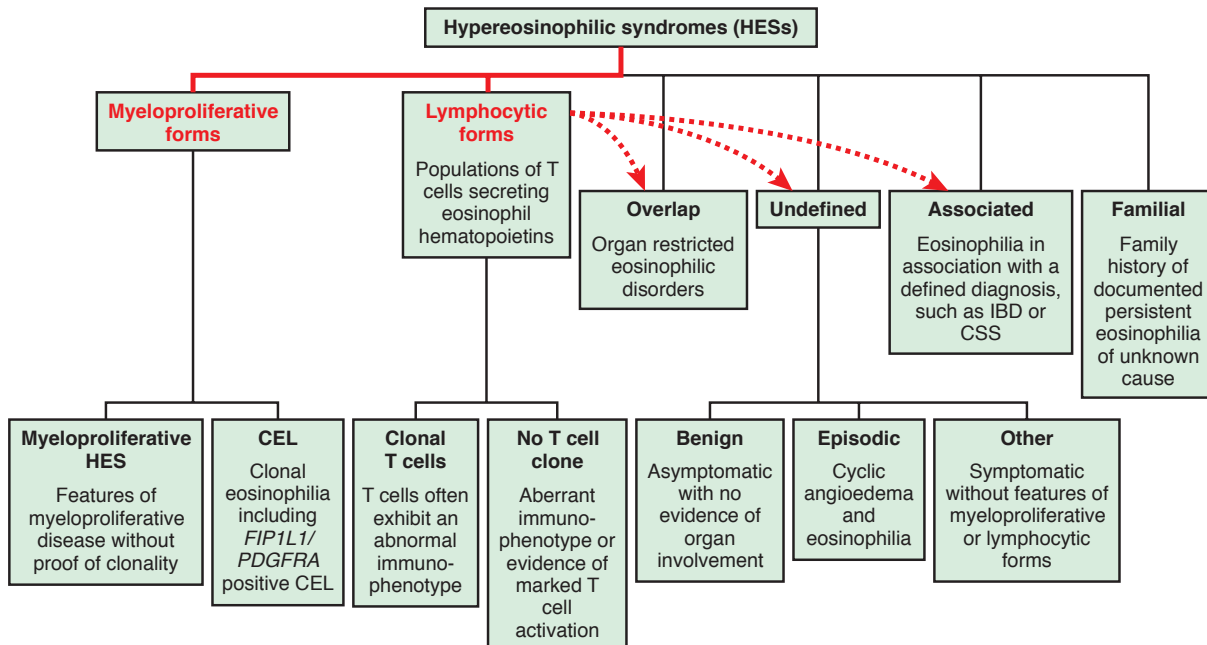 Hypereosinophilic syndromes (HESs)
Myeloproliferative
forms
Lymphocytic
forms
Populations of T
cells secreting
eosinophil
hematopoietins
Overlap
Organ restricted
eosinophilic
disorders
Undefined
Associated
Eosinophilia in
association with a
defined diagnosis,
such as IBD or
CSS
Familial
Family
history of
documented
persistent
eosinophilia
of unknown
cause
Myeloproliferative
HES
Features of
myeloproliferative
disease without
proof of clonality
CEL
Clonal
eosinophilia
including
FIP1L1/
PDGFRA
positive CEL
Clonal
T cells
T cells often
exhibit an
abnormal
immuno-
phenotype
No T cell
clone
Aberrant
immuno-
phenotype or
evidence of
marked T
cell
activation
Benign
Asymptomatic
with no
evidence of
organ
involvement
Episodic
Cyclic
angioedema
and
eosinophilia
Other
Symptomatic
without features of
myeloproliferative
or lymphocytic
forms